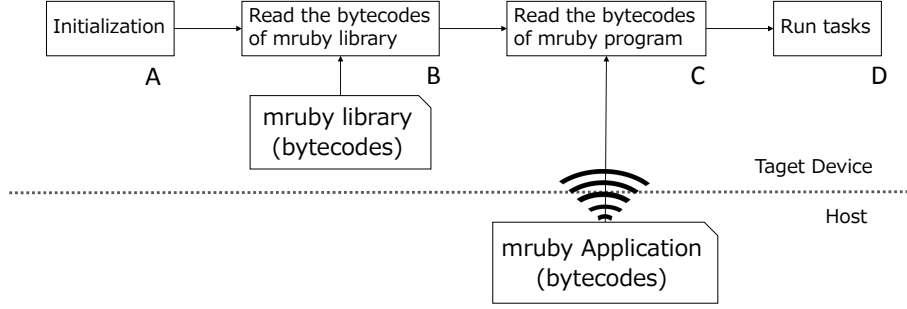 Initialization
Read the bytecodes
of mruby library
Read the bytecodes
of mruby program
Run tasks
A
B
C
D
mruby library
(bytecodes)
Taget Device
Host
mruby Application
(bytecodes)